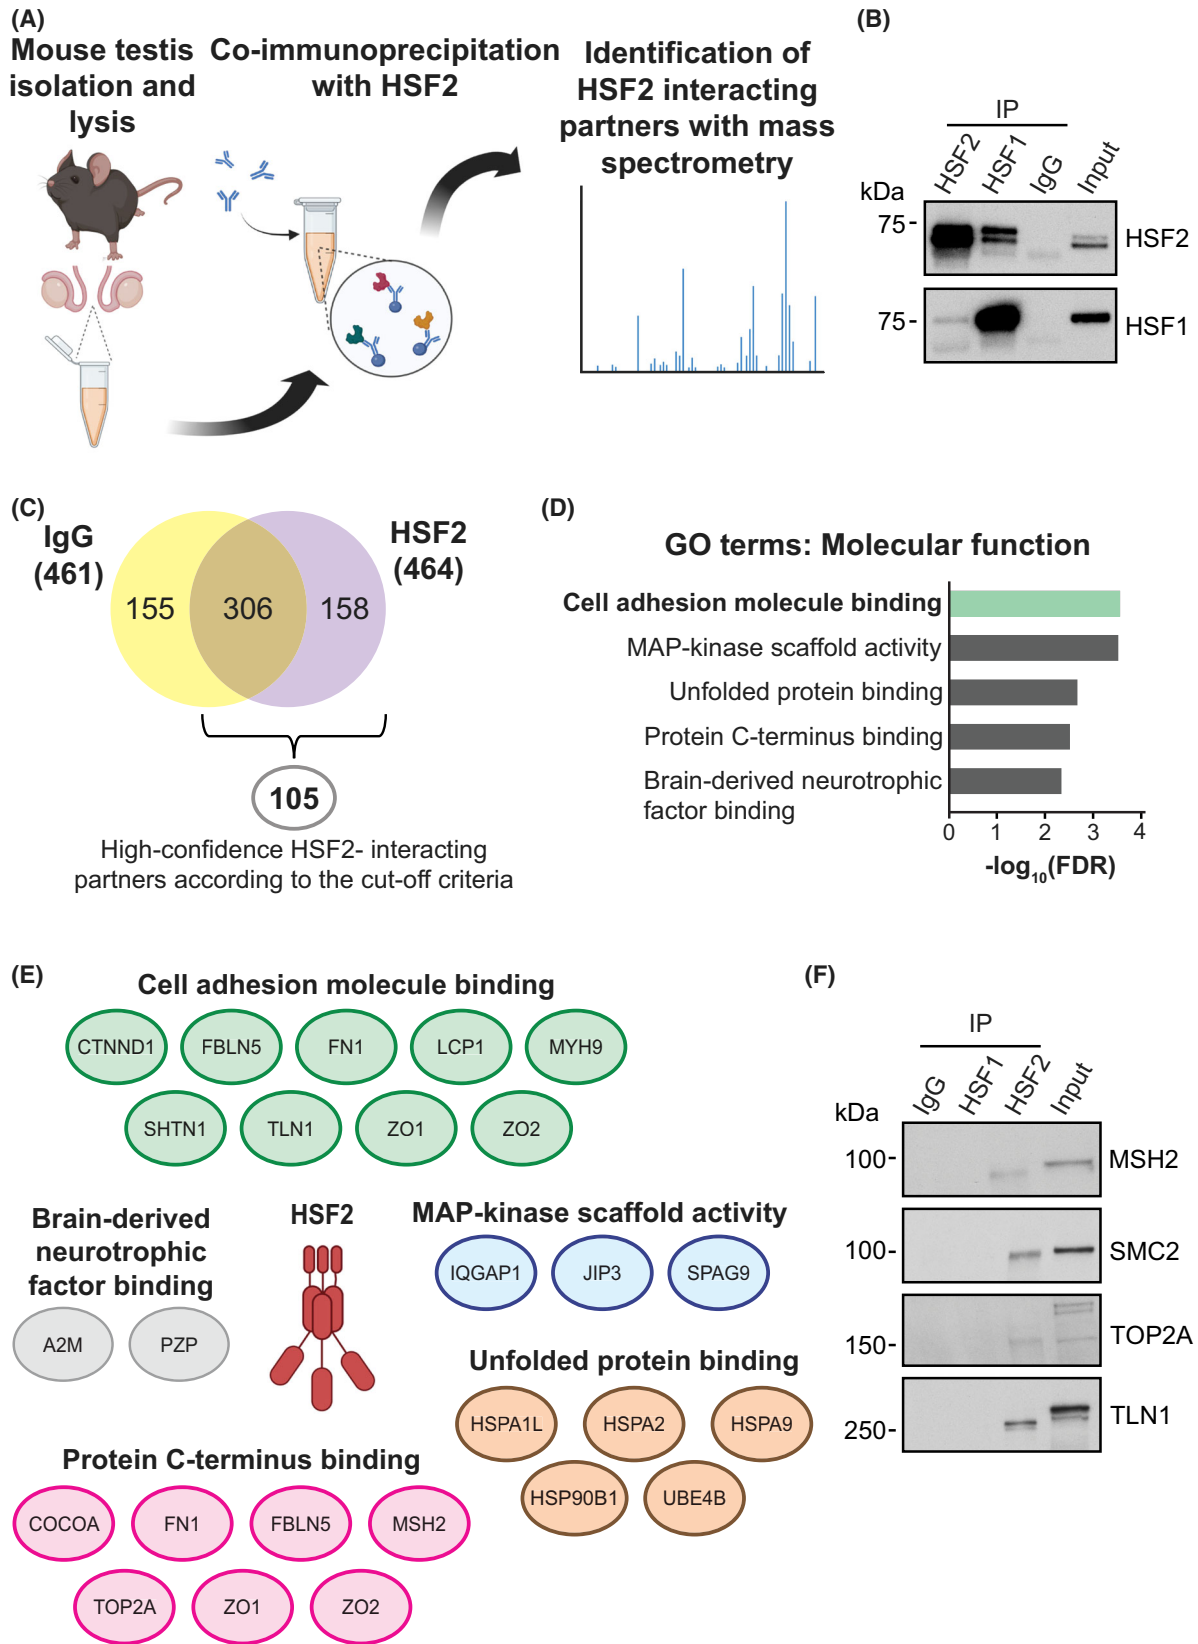 (A)
Mouse testis
isolation and
lysis
Co-immunoprecipitation
with HSF2
Identification of
HSF2 interacting
partners with mass
spectrometry
(B)
IP
HSF2
HSF1
IgG
Input
kDa
75-
HSF2
75-
HSF1
(C)
IgG
(461)
HSF2
(464)
155
306
158
105
High-confidence HSF2- interacting
partners according to the cut-off criteria
(D)
GO terms: Molecular function
Cell adhesion molecule binding
MAP-kinase scaffold activity
Unfolded protein binding
Protein C-terminus binding
Brain-derived neurotrophic
factor binding
0 1 2 3 4
-log10(FDR)
(E)
Cell adhesion molecule binding
CTNND1 FBLN5 FN1 LCP1 MYH9
SHTN1 TLN1 ZO1 ZO2
Brain-derived
neurotrophic
factor binding
A2M PZP
HSF2
MAP-kinase scaffold activity
IQGAP1 JIP3 SPAG9
Unfolded protein binding
HSPA1L HSPA2 HSPA9
HSP90B1 UBE4B
Protein C-terminus binding
COCOA FN1 FBLN5 MSH2
TOP2A ZO1 ZO2
(F)
IP
IgG
HSF1
HSF2
Input
kDa
100-
MSH2
100-
SMC2
150-
TOP2A
250-
TLN1